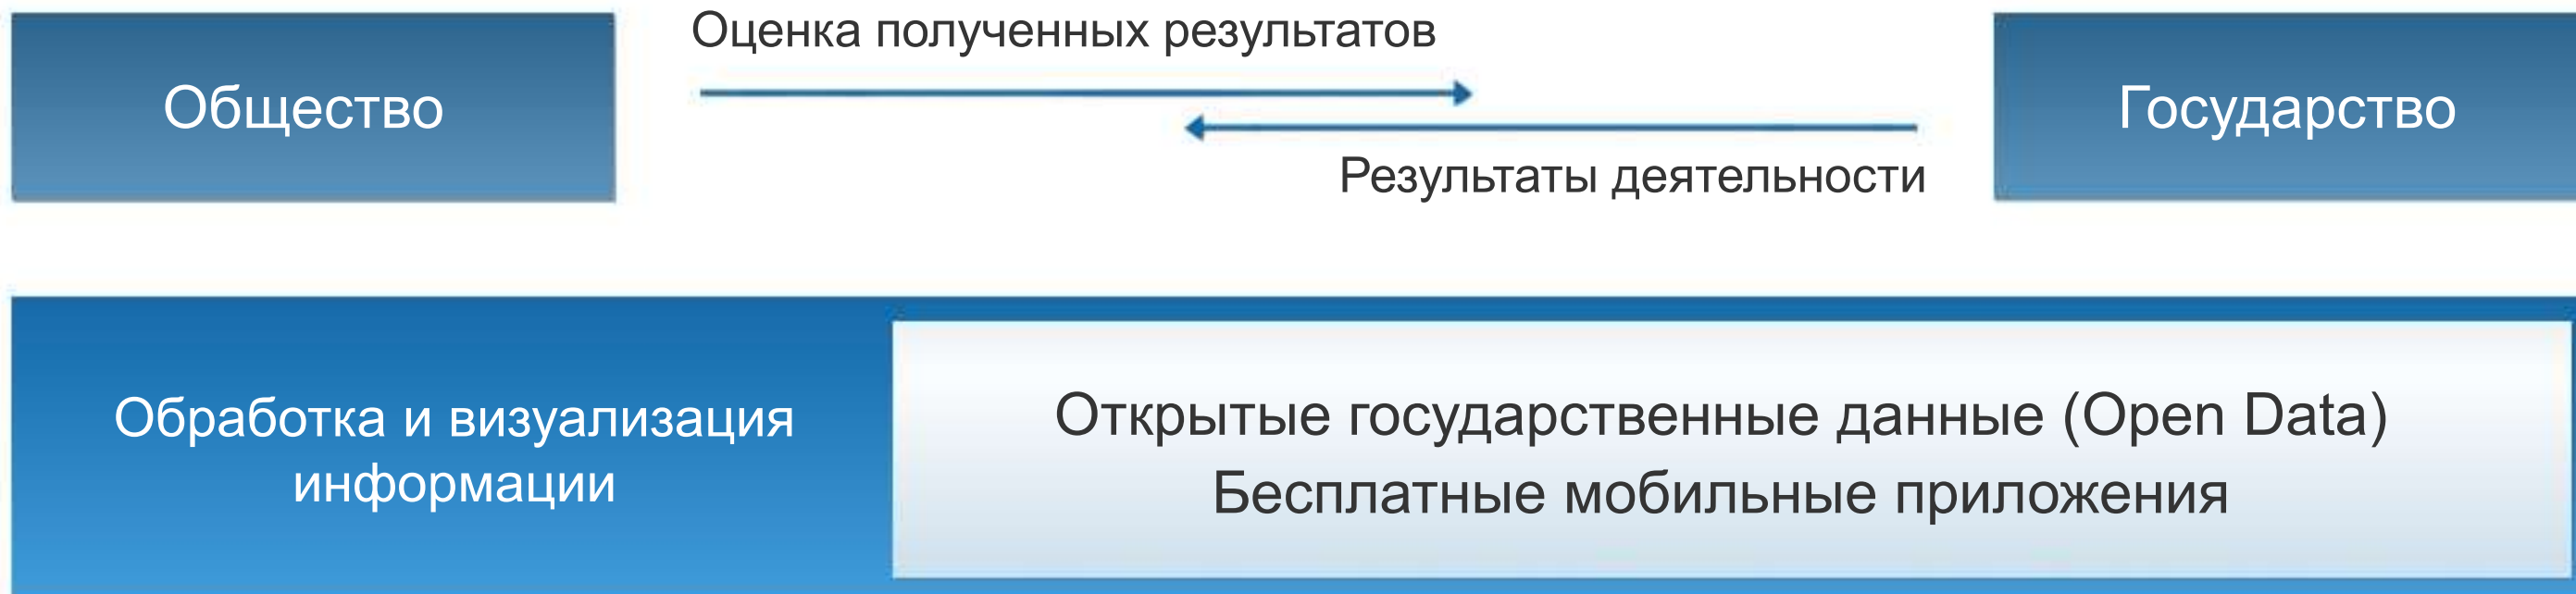 Оценка полученных результатов
Общество
Государство
Результаты деятельности
Обработка и визуализация
информации
Открытые государственные данные (Open Data)
Бесплатные мобильные приложения